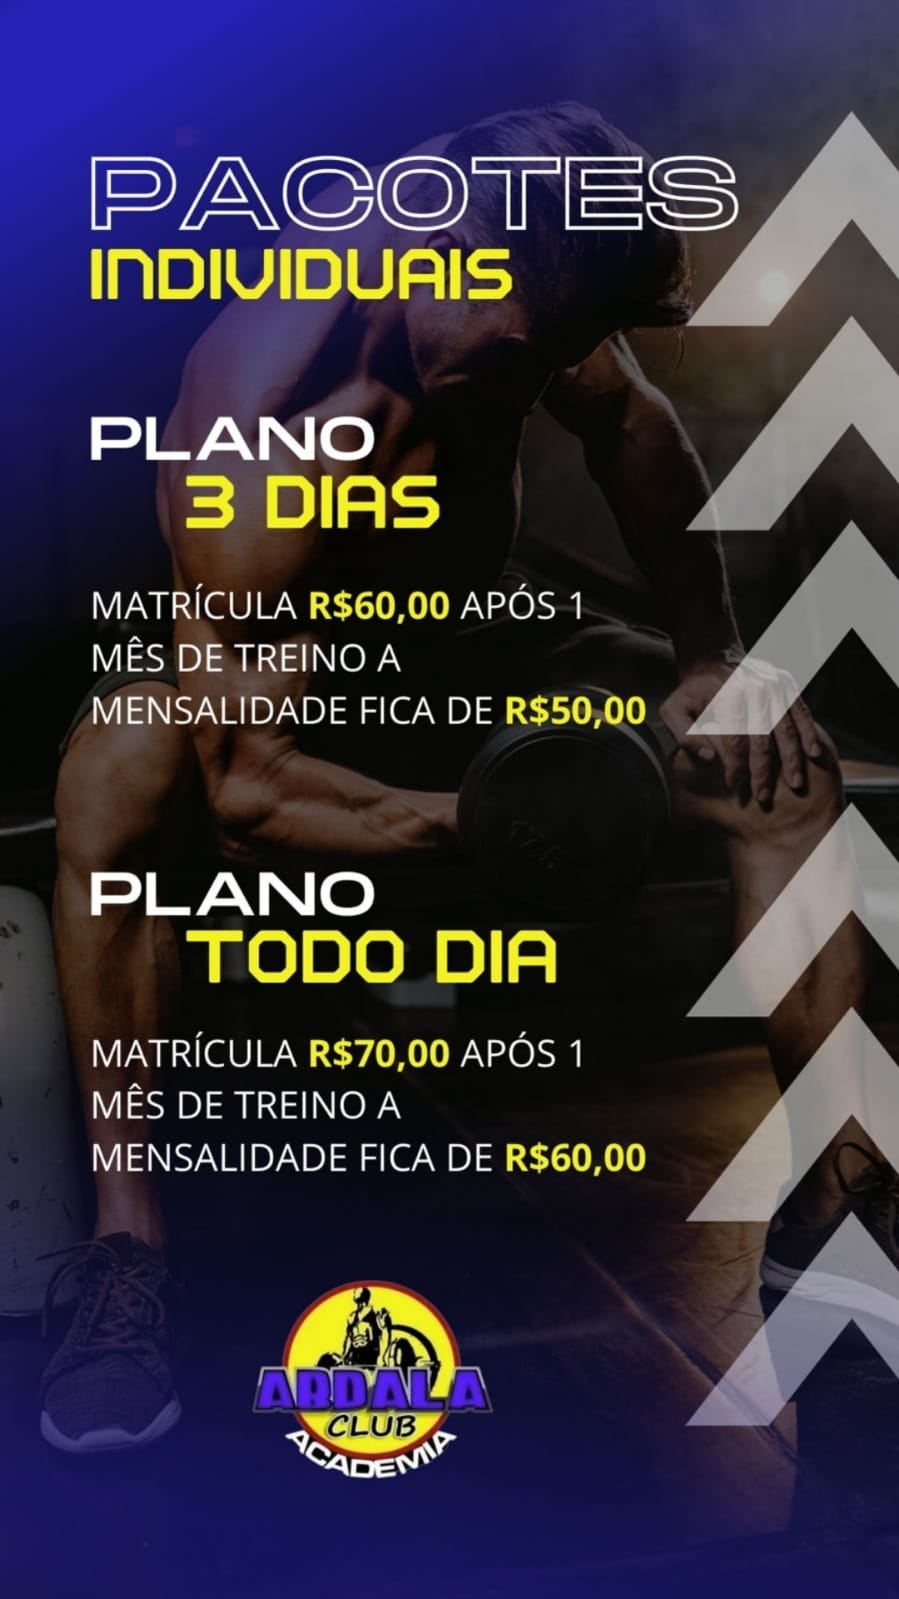 PACOTES
INDIVIDUAIS
PLANO
3 DIAS
MATRÍCULA R$60,00 APÓS 1
MÊS DE TREINO A
MENSALIDADE FICA DE R$50,00
PLANO
TODO DIA
MATRÍCULA R$70,00 APÓS 1
MÊS DE TREINO A
MENSALIDADE FICA DE R$60,00
ABDALA
CLUB
ACADEMIA